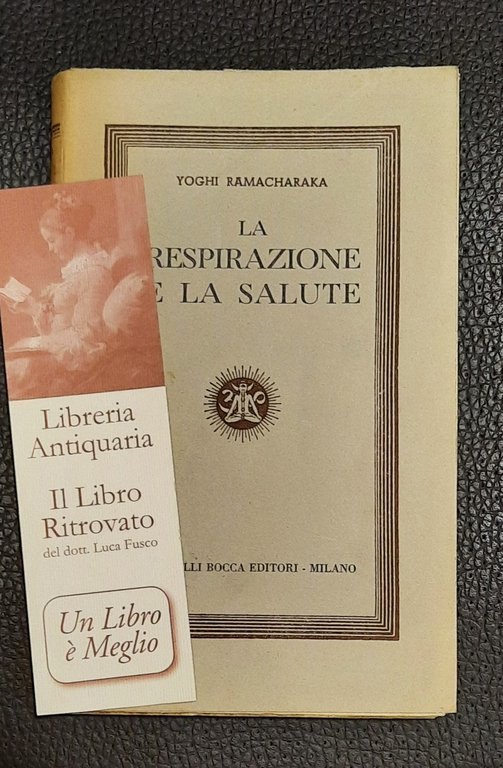 YOGHI RAMACHARAKA
LA
RESPIRAZIONE
E LA SALUTE
LLI BOCCA EDITORI - MILANO
Libreria
Antiquaria
Il Libro
Ritrovato
del dott. Luca Fusco
Un Libro
è Meglio